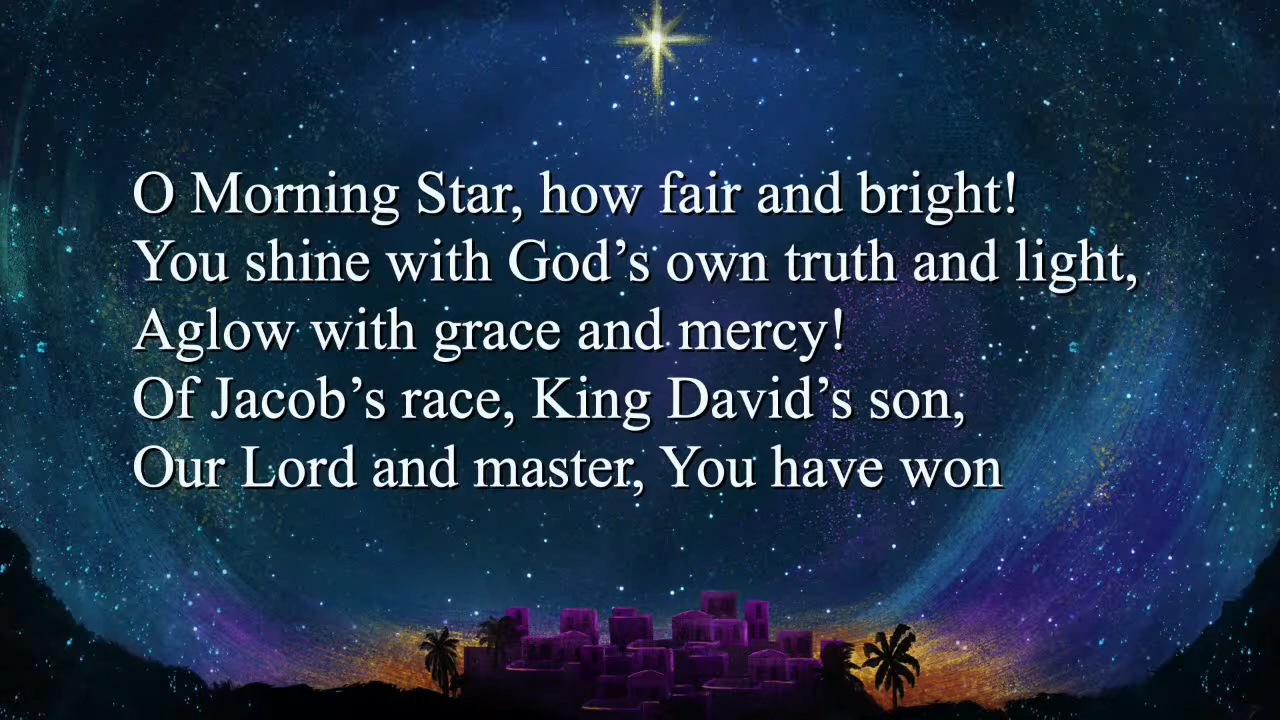 O Morning Star, how fair and bright!
You shine with God’s own truth and light,
Aglow with grace and mercy!
Of Jacob’s race, King David’s son,
Our Lord and master, You have won